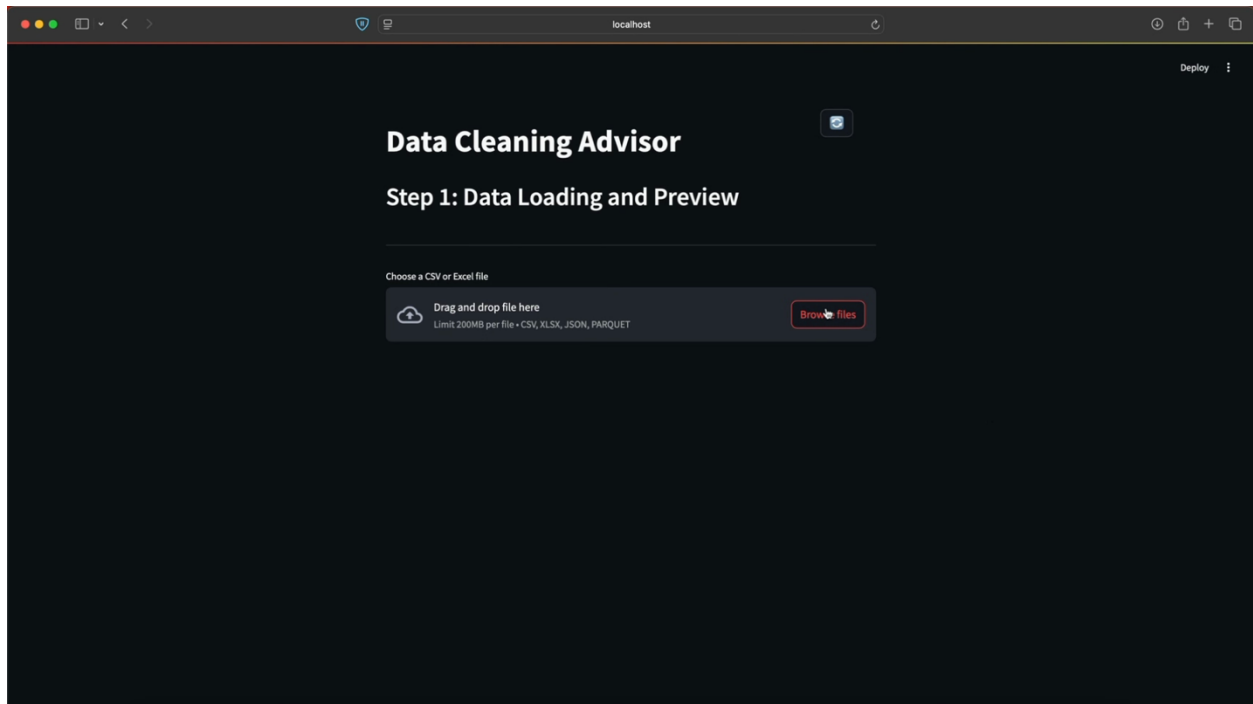 localhost
Deploy
Data Cleaning Advisor
Step 1: Data Loading and Preview
Choose a CSV or Excel file
Drag and drop file here
Limit 200MB per file • CSV, XLSX, JSON, PARQUET
Browse files